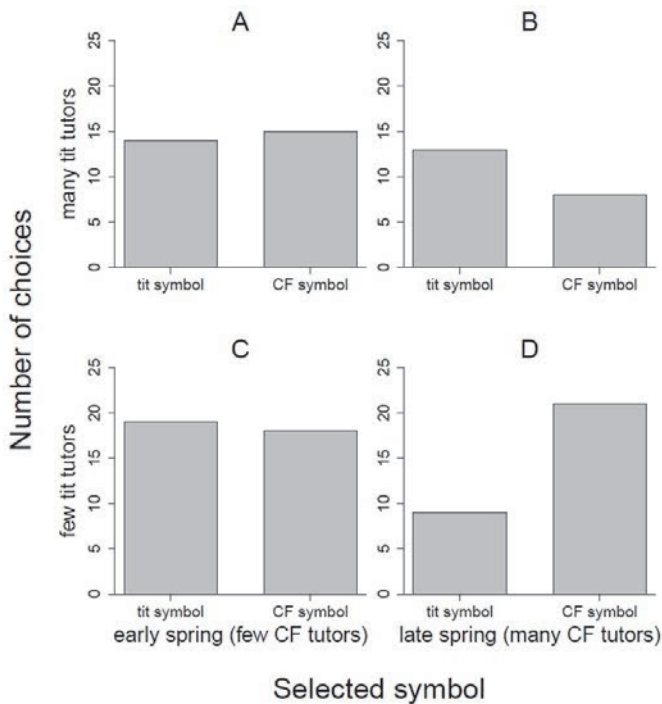 A
B
many tit tutors
25
20
15
10
5
0
tit symbol
CF symbol
25
20
15
10
5
0
tit symbol
CF symbol
Number of choices
C
D
few tit tutors
25
20
15
10
5
0
tit symbol
CF symbol
25
20
15
10
5
0
tit symbol
CF symbol
early spring (few CF tutors)
late spring (many CF tutors)
Selected symbol